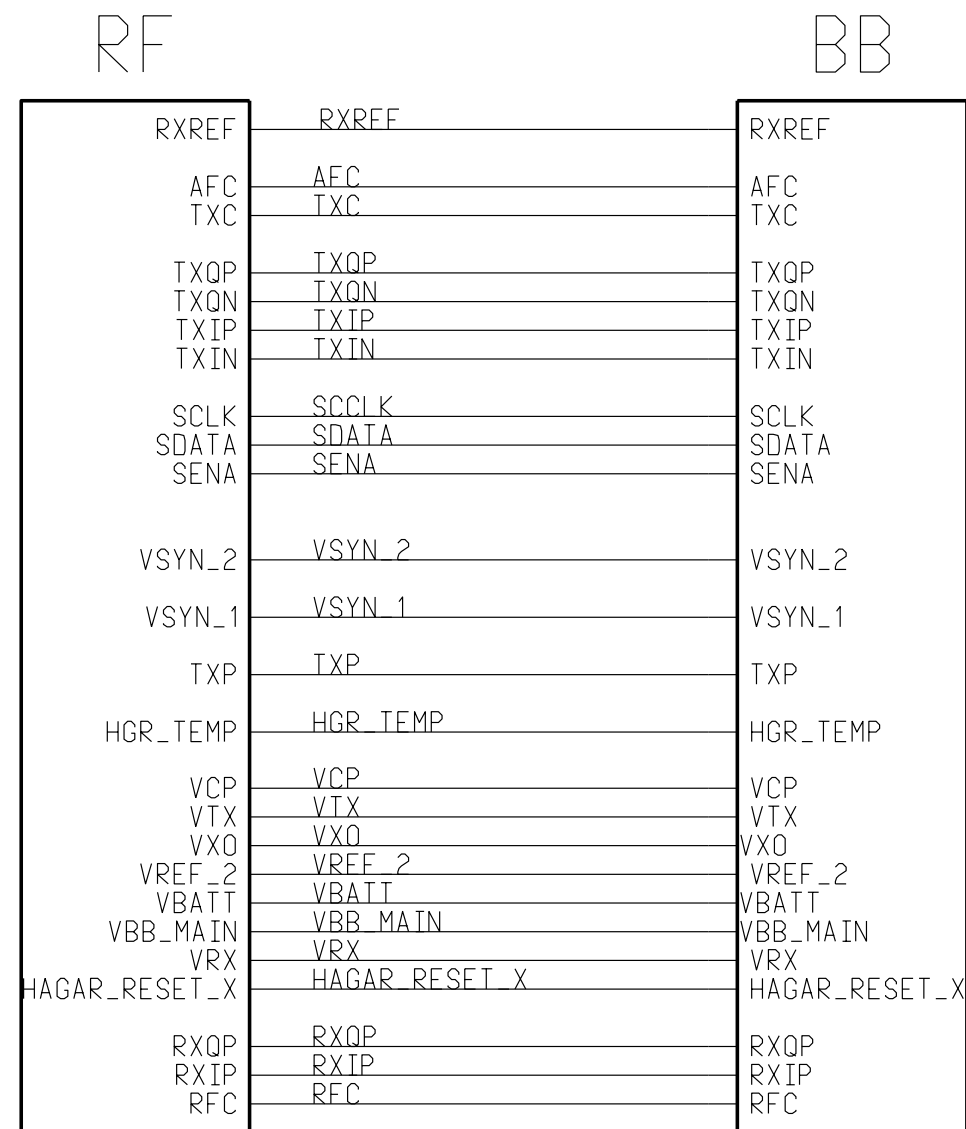 RF BB
RXREF RXREF RXREF
AFC AFC AFC
TXC TXC TXC
TXQP TXQP TXQP
TXQN TXQN TXQN
TXIP TXIP TXIP
TXIN TXIN TXIN
SCLK SCCLK SCLK
SDATA SDATA SDATA
SENA SENA SENA
VSYN_2 VSYN_2 VSYN_2
VSYN_1 VSYN_1 VSYN_1
TXP TXP TXP
HGR_TEMP HGR_TEMP HGR_TEMP
VCP VCP VCP
VTX VTX VTX
VXO VXO VXO
VREF_2 VREF_2 VREF_2
VBATT VBATT VBATT
VBB_MAIN VBB_MAIN VBB_MAIN
VRX VRX VRX
HAGAR_RESET_X HAGAR_RESET_X HAGAR_RESET_X
RXQP RXQP RXQP
RXIP RXIP RXIP
RFC RFC RFC